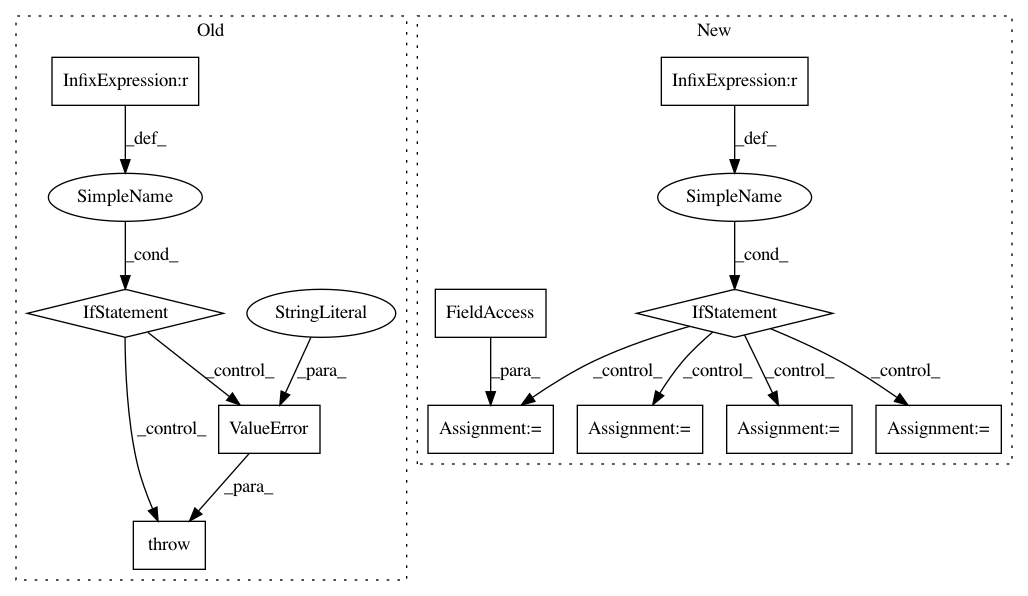 Old
New
InfixExpression:r
InfixExpression:r
_def_
_def_
SimpleName
SimpleName
_cond_
_cond_
IfStatement
StringLiteral
FieldAccess
IfStatement
_control_
_para_
_para_
_control_
_control_
_control_
_control_
_control_
ValueError
Assignment:=
Assignment:=
Assignment:=
Assignment:=
_para_
throw